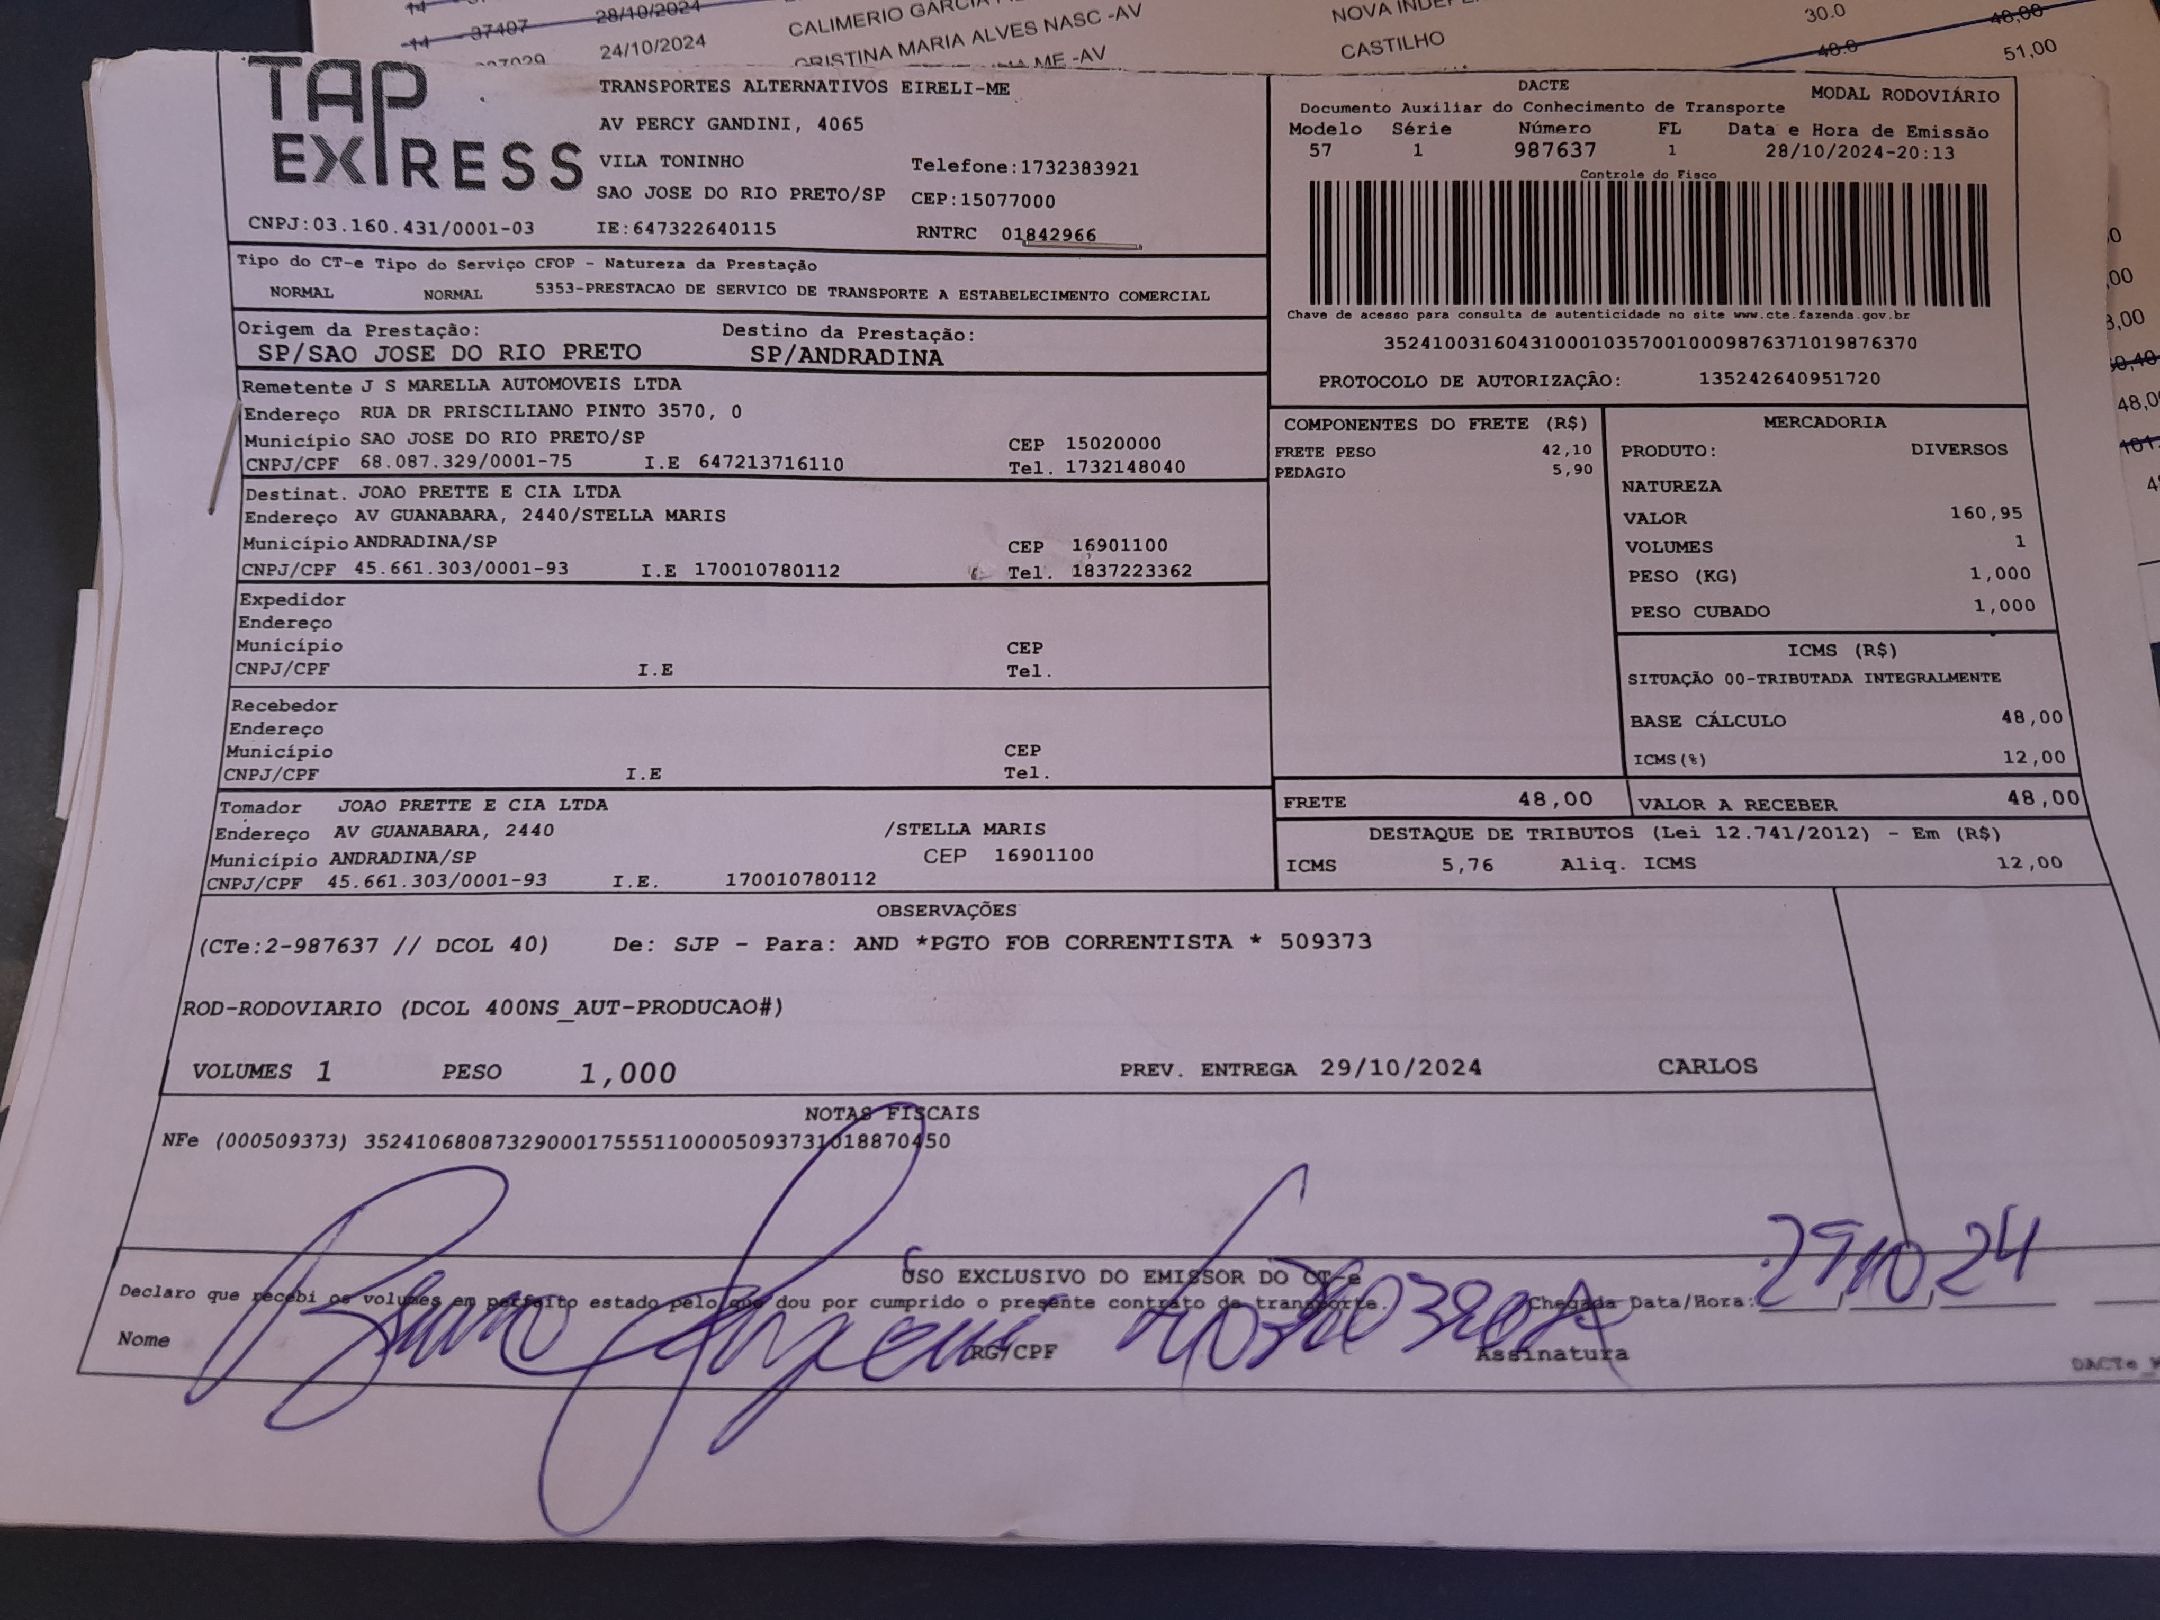 28/10/2024 CALIMERIO GARCIA 30.0
14 - 37407 24/10/2024 CRISTINA MARIA ALVES NASC -AV CASTILHO 48.0 48,00
ME -AV 51,00
TAP EXPRESS
TRANSPORTES ALTERNATIVOS EIRELI-ME
AV PERCY GANDINI, 4065
VILA TONINHO Telefone:1732383921
SAO JOSE DO RIO PRETO/SP CEP:15077000
CNPJ:03.160.431/0001-03 IE:647322640115 RNTRC 01842966
DACTE MODAL RODOVIÁRIO
Documento Auxiliar do Conhecimento de Transporte
Modelo Série Número FL Data e Hora de Emissão
57 1 987637 1 28/10/2024-20:13
Controle do Fisco
Chave de acesso para consulta de autenticidade no site www.cte.fazenda.gov.br
35241003160431000103570010009876371019876370
PROTOCOLO DE AUTORIZAÇÃO: 135242640951720
Tipo do CT-e Tipo do Serviço CFOP - Natureza da Prestação
NORMAL NORMAL 5353-PRESTACAO DE SERVICO DE TRANSPORTE A ESTABELECIMENTO COMERCIAL
Origem da Prestação: Destino da Prestação:
SP/SAO JOSE DO RIO PRETO SP/ANDRADINA
Remetente J S MARELLA AUTOMOVEIS LTDA
Endereço RUA DR PRISCILIANO PINTO 3570, 0
Município SAO JOSE DO RIO PRETO/SP CEP 15020000
CNPJ/CPF 68.087.329/0001-75 I.E 647213716110 Tel. 1732148040
Destinat. JOAO PRETTE E CIA LTDA
Endereço AV GUANABARA, 2440/STELLA MARIS
Município ANDRADINA/SP CEP 16901100
CNPJ/CPF 45.661.303/0001-93 I.E 170010780112 Tel. 1837223362
Expedidor
Endereço
Município CEP
CNPJ/CPF I.E Tel.
Recebedor
Endereço
Município CEP
CNPJ/CPF I.E Tel.
Tomador JOAO PRETTE E CIA LTDA
Endereço AV GUANABARA, 2440 /STELLA MARIS
Município ANDRADINA/SP CEP 16901100
CNPJ/CPF 45.661.303/0001-93 I.E. 170010780112
COMPONENTES DO FRETE (R$)
FRETE PESO 42,10
PEDAGIO 5,90
MERCADORIA
PRODUTO: DIVERSOS
NATUREZA
VALOR 160,95
VOLUMES 1
PESO (KG) 1,000
PESO CUBADO 1,000
ICMS (R$)
SITUAÇÃO 00-TRIBUTADA INTEGRALMENTE
BASE CÁLCULO 48,00
ICMS(%) 12,00
FRETE 48,00 VALOR A RECEBER 48,00
DESTAQUE DE TRIBUTOS (Lei 12.741/2012) - Em (R$)
ICMS 5,76 Aliq. ICMS 12,00
OBSERVAÇÕES
(CTe:2-987637 // DCOL 40) De: SJP - Para: AND *PGTO FOB CORRENTISTA * 509373
ROD-RODOVIARIO (DCOL 400NS_AUT-PRODUCAO#)
VOLUMES 1 PESO 1,000 PREV. ENTREGA 29/10/2024 CARLOS
NOTAS FISCAIS
NFe (000509373) 35241068087329000175551100005093731018870450
USO EXCLUSIVO DO EMISSOR DO CT-e
Declaro que recebi os volumes em perfeito estado pelo que dou por cumprido o presente contrato de transporte. Chegada Data/Hora: 29/10/24
Nome Bruno RG/CPF Assinatura
DACTe